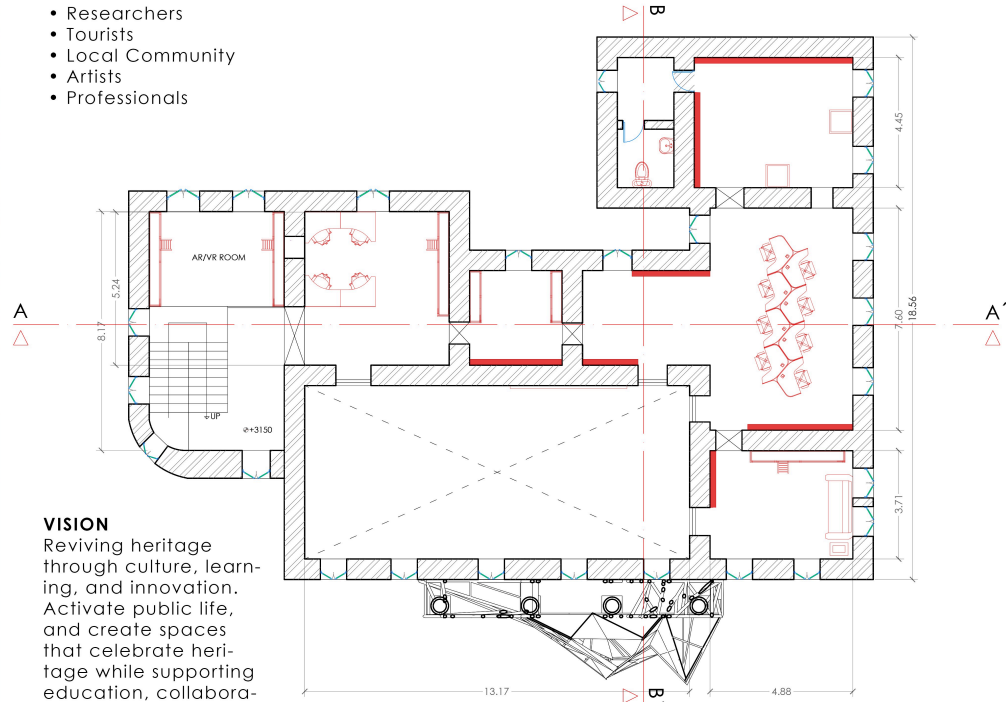 • Researchers
• Tourists
• Local Community
• Artists
• Professionals
B
4.45
AR/VR ROOM
5.24
8.17
7.60
18.56
A
A'
UP
+3150
3.71
VISION
Reviving heritage
through culture, learn-
ing, and innovation.
Activate public life,
and create spaces
that celebrate heri-
tage while supporting
education, collabora-
13.17
4.88
B